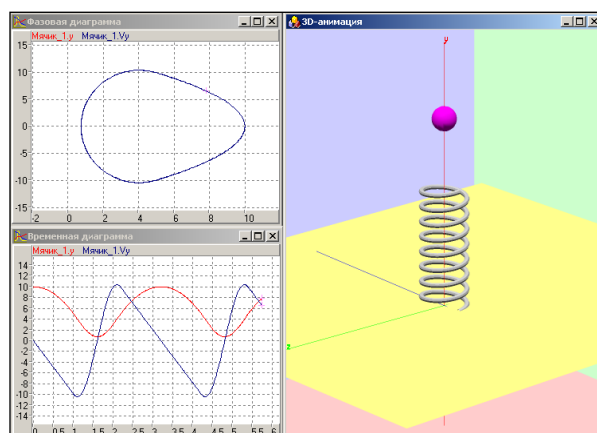 Фазовая диаграмма
Мячик_1.y Мячик_1.Vy
15
10
5
0
-5
-10
-15
-2 0 2 4 6 8 10
Временная диаграмма
Мячик_1.y Мячик_1.Vy
14
12
10
8
6
4
2
0
-2
-4
-6
-8
-10
-12
-14
0 0.5 1 1.5 2 2.5 3 3.5 4 4.5 5 5.5 6
3D-анимация
y
z